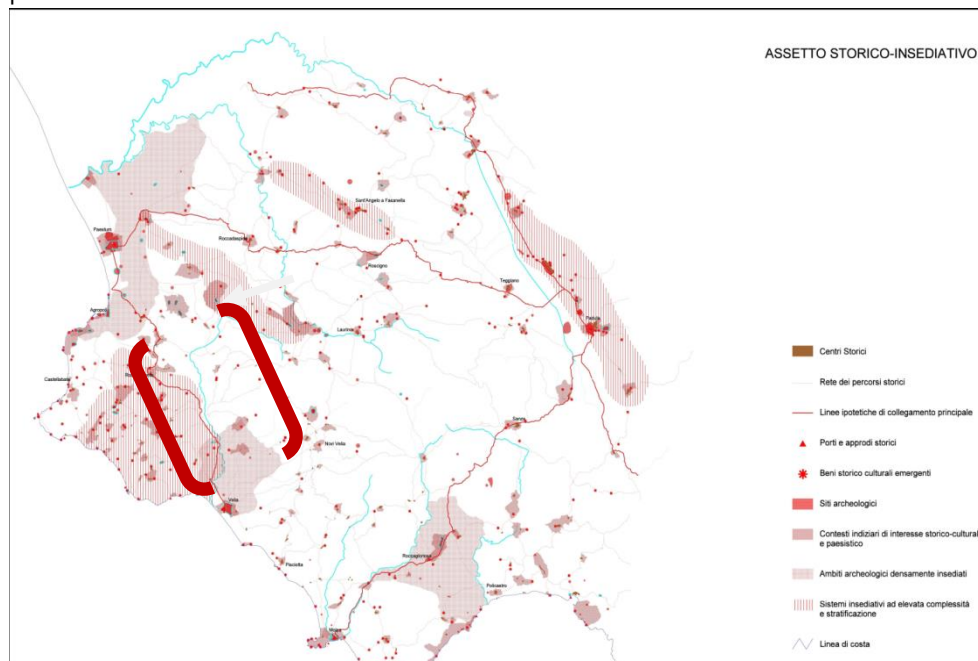 ASSETTO STORICO-INSEDIATIVO
Sant'Angelo a Fasanella
Paestum
Roccadaspide
Roscigno
Teggiano
Agropoli
Padula
Laurino
Castellabate
Sanza
Novi Velia
Velia
Pisciotta
Roccagloriosa
Policastro
Centri Storici
Rete dei percorsi storici
Linee ipotetiche di collegamento principale
Porti e approdi storici
Beni storico culturali emergenti
Siti archeologici
Contesti indiziari di interesse storico-cultural
e paesistico
Ambiti archeologici densamente insediati
Sistemi insediativi ad elevata complessità
e stratificazione
Linea di costa